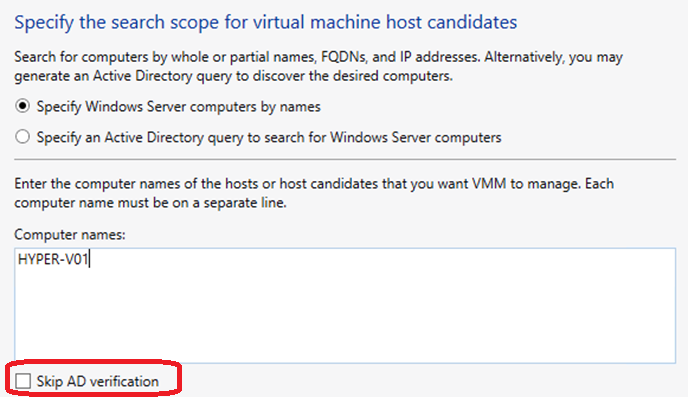 Specify the search scope for virtual machine host candidates
Search for computers by whole or partial names, FQDNs, and IP addresses. Alternatively, you may
generate an Active Directory query to discover the desired computers.
Specify Windows Server computers by names
Specify an Active Directory query to search for Windows Server computers
Enter the computer names of the hosts or host candidates that you want VMM to manage. Each
computer name must be on a separate line.
Computer names:
HYPER-V01
Skip AD verification